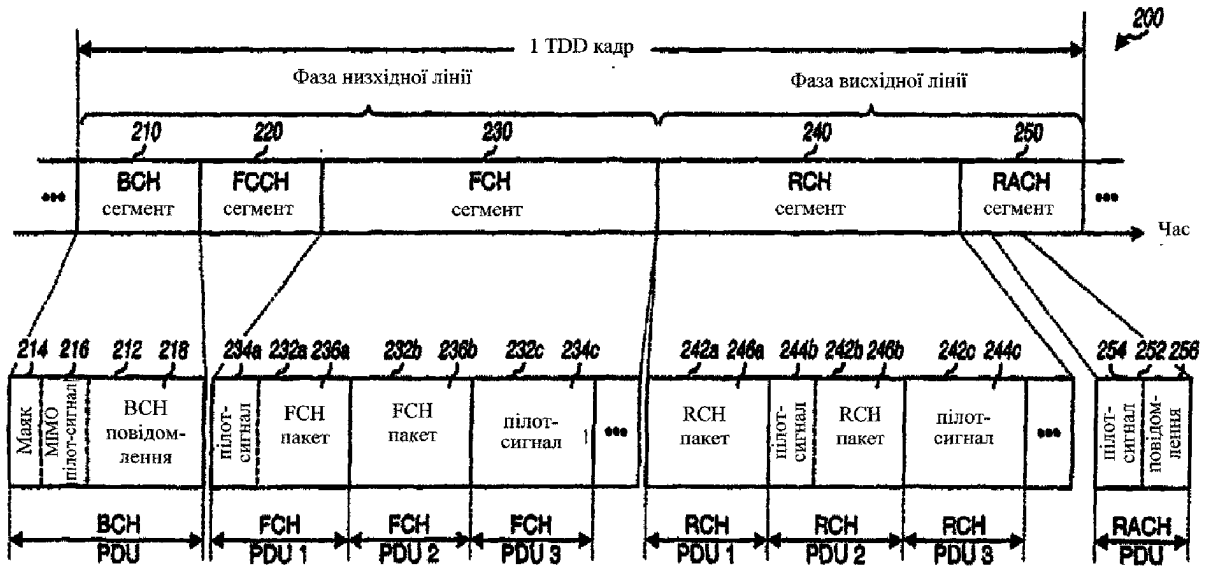 200
1 TDD кадр
Фаза низхідної лінії
Фаза висхідної лінії
210 220 230 240 250
••• BCH FCCH FCH RCH RACH •••
сегмент сегмент сегмент сегмент сегмент
Час
214 216 212 218 234a 232a 236a 232b 236b 232c 234c 242a 246a 244b 242b 246b 242c 244c 254 252 256
Маяк
MIMO
пілот-сигнал
BCH
повідом-
лення
пілот-
сигнал
FCH
пакет
FCH
пакет
пілот-
сигнал
•••
RCH
пакет
пілот-
сигнал
RCH
пакет
пілот-
сигнал
•••
пілот-
сигнал
повідом-
лення
BCH FCH FCH FCH RCH RCH RCH RACH
PDU PDU 1 PDU 2 PDU 3 PDU 1 PDU 2 PDU 3 PDU